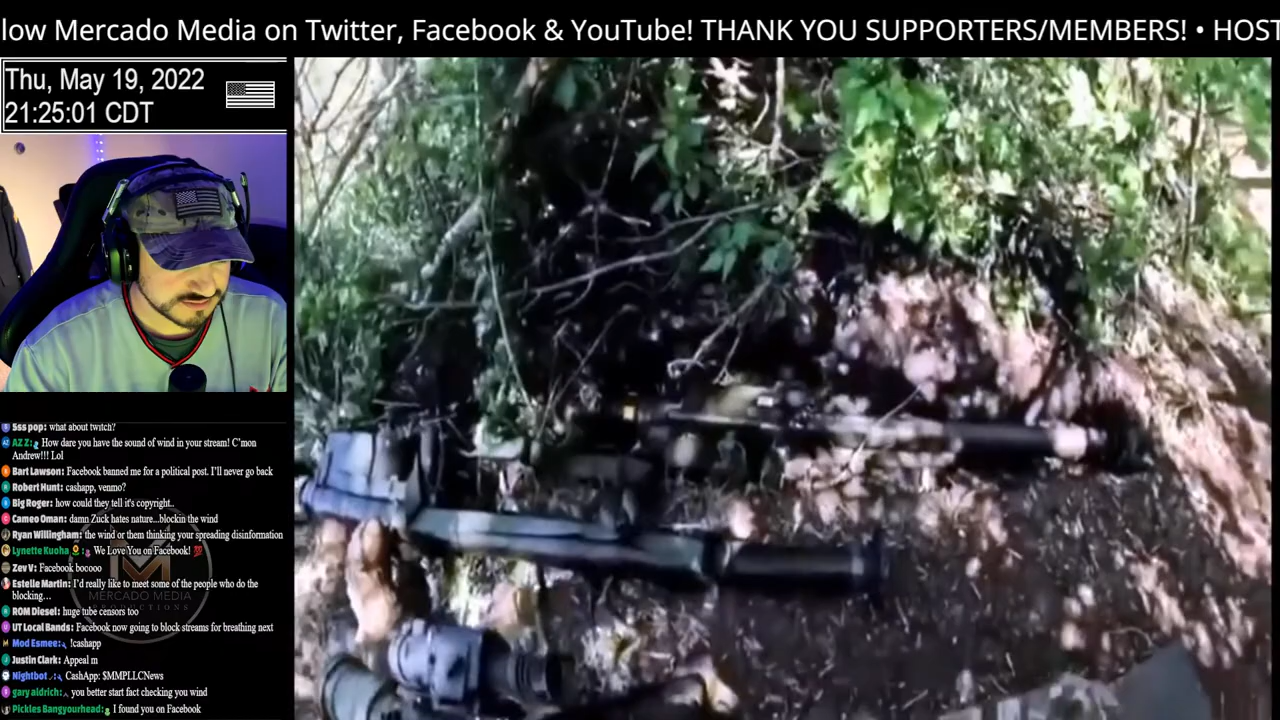 low Mercado Media on Twitter, Facebook & YouTube! THANK YOU SUPPORTERS/MEMBERS! • HOST
Thu, May 19, 2022
21:25:01 CDT
5ss pop: what about twitch?
AZ Z: How dare you have the sound of wind in your stream! C'mon
Andrew!!! Lol
Bart Lawson: Facebook banned me for a political post. I'll never go back
Robert Hunt: cashapp, venmo?
Big Roger: how could they tell it's copyright..
Cameo Oman: damn Zuck hates nature...blockin the wind
Ryan Willingham: the wind or them thinking your spreading disinformation
Lynette Kuoha 🌻: We Love You on Facebook! 💯
Zev V: Facebook booooo
Estelle Martin: I'd really like to meet some of the people who do the
blocking…
ROM Diesel: huge tube censors too
UT Local Bands: Facebook now going to block streams for breathing next
Mod Esmee: !cashapp
Justin Clark: Appeal m
Nightbot: CashApp: $MMPLLCNews
gary aldrich: you better start fact checking you wind
Pickles Bangyourhead: I found you on Facebook
MERCADO MEDIA
PRODUCTIONS